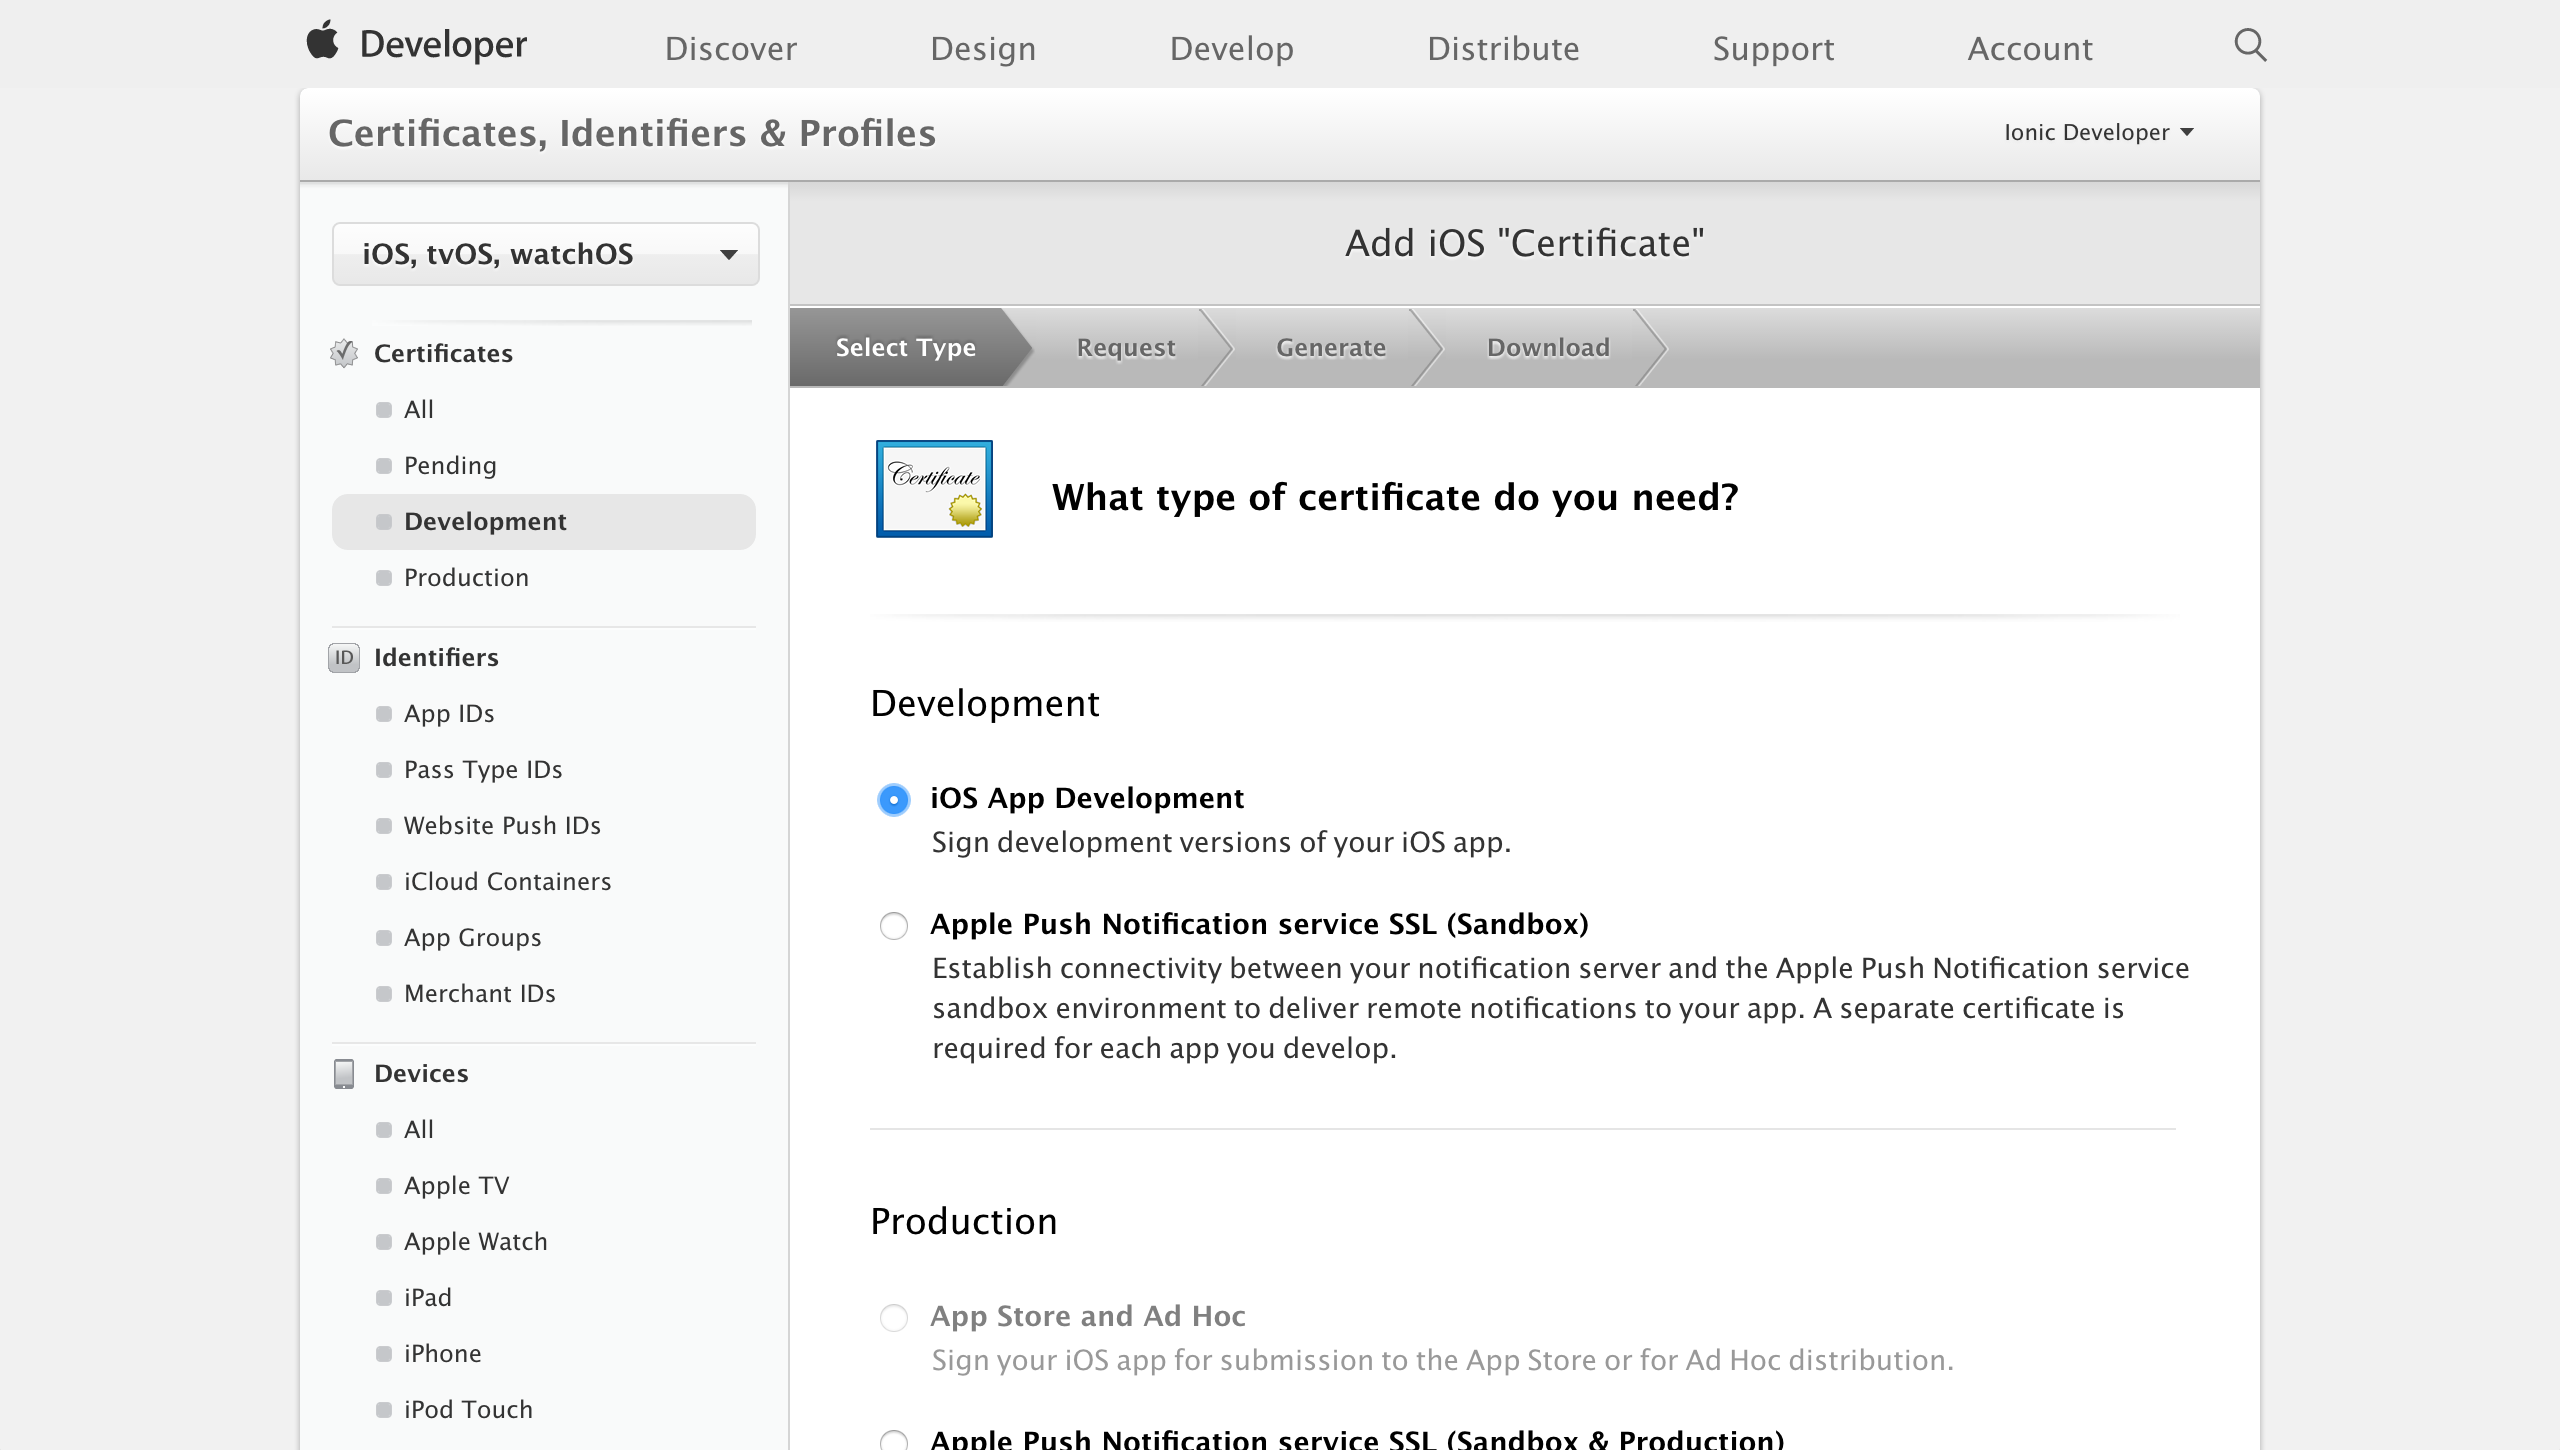 Developer
Discover
Design
Develop
Distribute
Support
Account
Certificates, Identifiers & Profiles
Ionic Developer
iOS, tvOS, watchOS
Certificates
All
Pending
Development
Production
ID Identifiers
App IDs
Pass Type IDs
Website Push IDs
iCloud Containers
App Groups
Merchant IDs
Devices
All
Apple TV
Apple Watch
iPad
iPhone
iPod Touch
Add iOS "Certificate"
Select Type
Request
Generate
Download
Certificate
What type of certificate do you need?
Development
iOS App Development
Sign development versions of your iOS app.
Apple Push Notification service SSL (Sandbox)
Establish connectivity between your notification server and the Apple Push Notification service
sandbox environment to deliver remote notifications to your app. A separate certificate is
required for each app you develop.
Production
App Store and Ad Hoc
Sign your iOS app for submission to the App Store or for Ad Hoc distribution.
Apple Push Notification service SSL (Sandbox & Production)